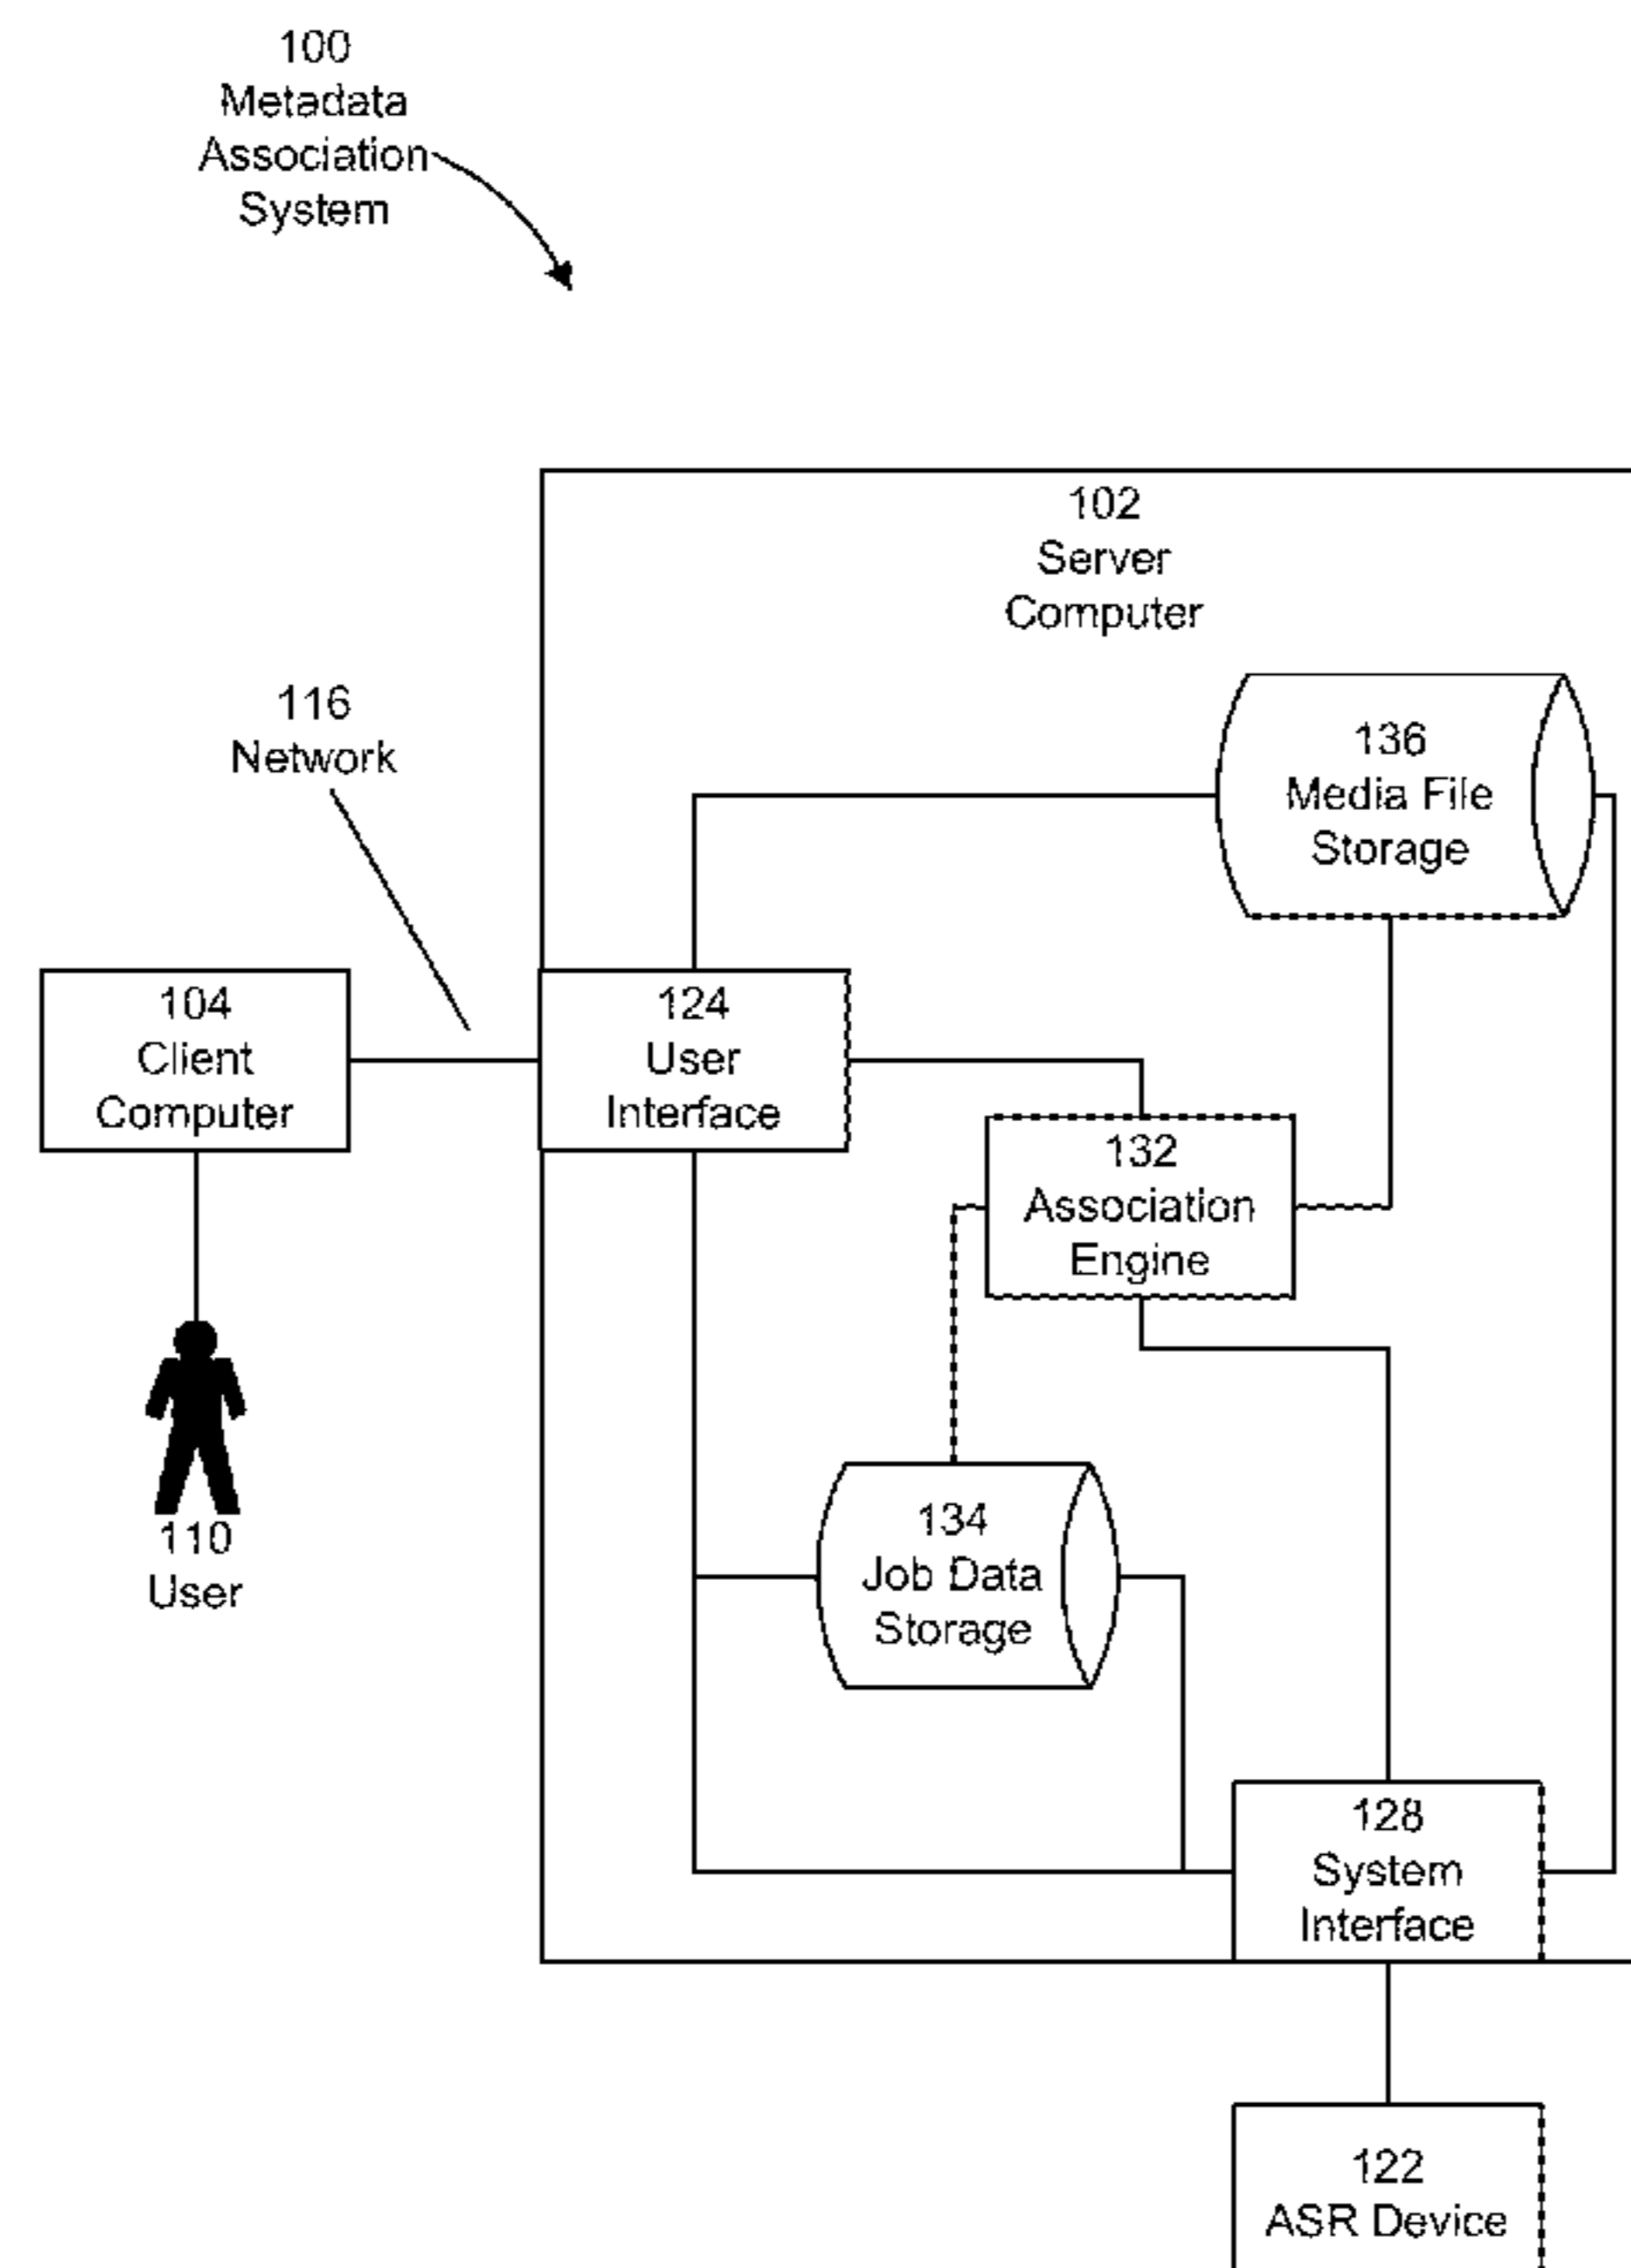 100
Metadata
Association
System
102
Server
Computer
116
Network
136
Media File
Storage
104
Client
Computer
124
User
Interface
132
Association
Engine
110
User
134
Job Data
Storage
128
System
Interface
122
ASR Device